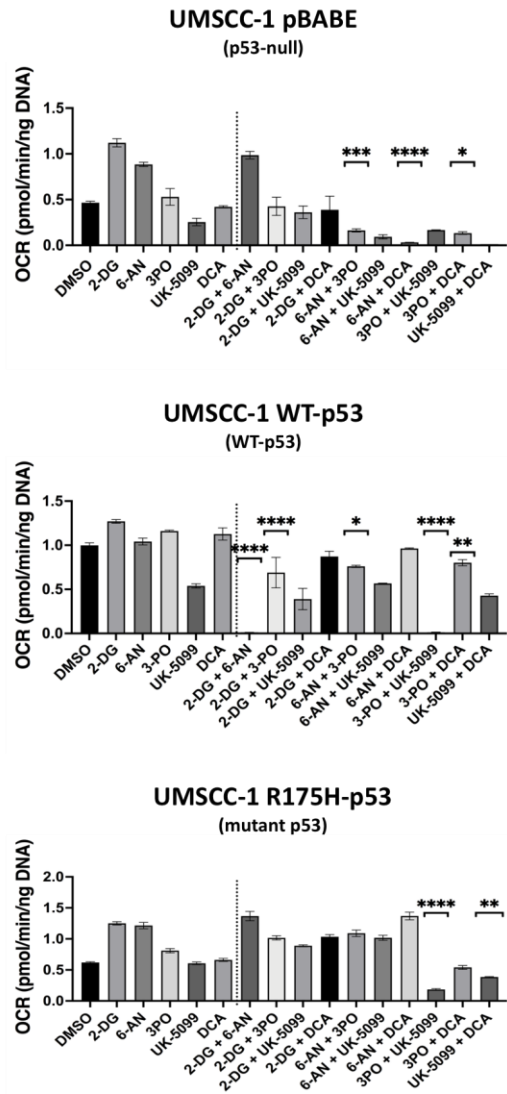 UMSCC-1 pBABE
(p53-null)
OCR (pmol/min/ng DNA)
1.5
1.0
0.5
0.0
*** **** *
DMSO
2-DG
6-AN
3PO
UK-5099
DCA
2-DG + 6-AN
2-DG + 3PO
2-DG + UK-5099
2-DG + DCA
6-AN + 3PO
6-AN + UK-5099
6-AN + DCA
3PO + UK-5099
3PO + DCA
UK-5099 + DCA
UMSCC-1 WT-p53
(WT-p53)
OCR (pmol/min/ng DNA)
1.5
1.0
0.5
0.0
**** **** * **** **
DMSO
2-DG
6-AN
3-PO
UK-5099
DCA
2-DG + 6-AN
2-DG + 3-PO
2-DG + UK-5099
2-DG + DCA
6-AN + 3-PO
6-AN + UK-5099
6-AN + DCA
3-PO + UK-5099
3-PO + DCA
UK-5099 + DCA
UMSCC-1 R175H-p53
(mutant p53)
OCR (pmol/min/ng DNA)
2.0
1.5
1.0
0.5
0.0
**** **
DMSO
2-DG
6-AN
3PO
UK-5099
DCA
2-DG + 6-AN
2-DG + 3PO
2-DG + UK-5099
2-DG + DCA
6-AN + 3PO
6-AN + UK-5099
6-AN + DCA
3PO + UK-5099
3PO + DCA
UK-5099 + DCA